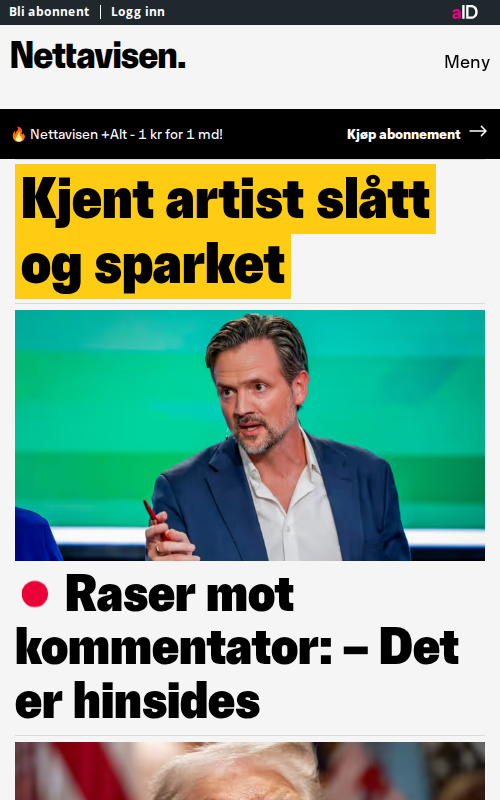 Bli abonnent | Logg inn
aID
Nettavisen.
Meny
🔥 Nettavisen +Alt - 1 kr for 1 md!
Kjøp abonnement →
Kjent artist slått
og sparket
Raser mot
kommentator: – Det
er hinsides